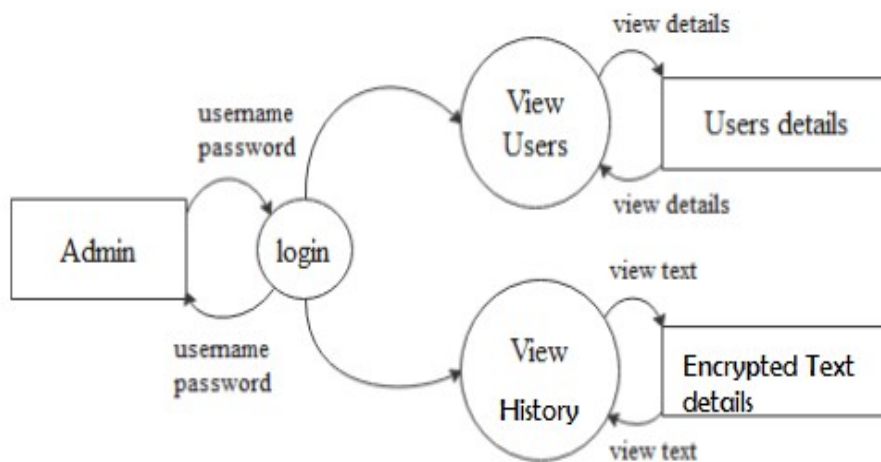 view details
View
Users
Users details
view details
username
password
Admin
login
username
password
view text
View
History
Encrypted Text
details
view text